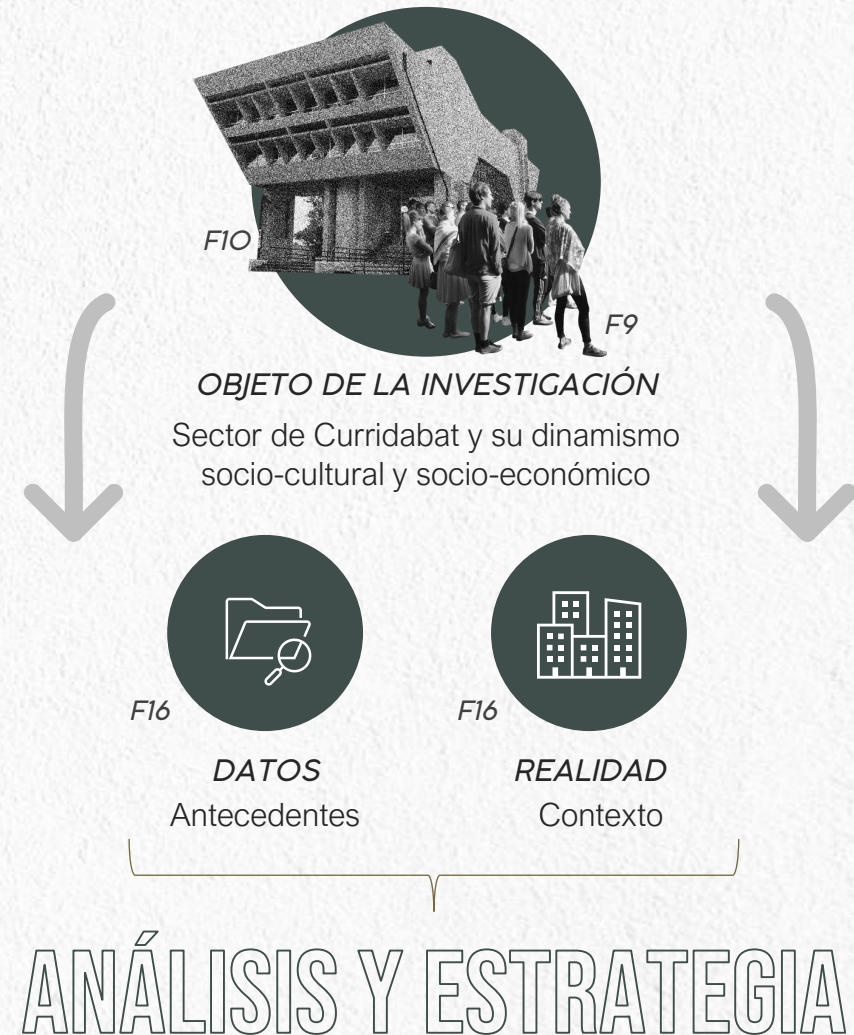 F10
F9
OBJETO DE LA INVESTIGACIÓN
Sector de Curridabat y su dinamismo
socio-cultural y socio-económico
F16
F16
DATOS
REALIDAD
Antecedentes
Contexto
ANÁLISIS Y ESTRATEGIA